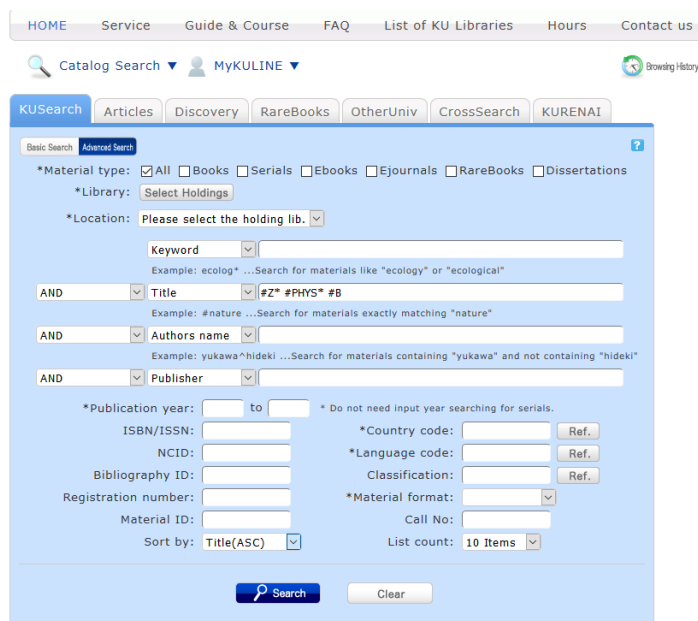 HOME Service Guide & Course FAQ List of KU Libraries Hours Contact us
Catalog Search ▼ MyKULINE ▼ Browsing History
KUSearch Articles Discovery RareBooks OtherUniv CrossSearch KURENAI
Basic Search Advanced Search ?
*Material type: All Books Serials Ebooks Ejournals RareBooks Dissertations
*Library: Select Holdings
*Location: Please select the holding lib.
Keyword
Example: ecolog* ...Search for materials like "ecology" or "ecological"
AND Title #Z* #PHYS* #B
Example: #nature ...Search for materials exactly matching "nature"
AND Authors name
Example: yukawa^hideki ...Search for materials containing "yukawa" and not containing "hideki"
AND Publisher
*Publication year: to * Do not need input year searching for serials.
ISBN/ISSN: *Country code: Ref.
NCID: *Language code: Ref.
Bibliography ID: Classification: Ref.
Registration number: *Material format:
Material ID: Call No:
Sort by: Title(ASC) List count: 10 Items
Search Clear